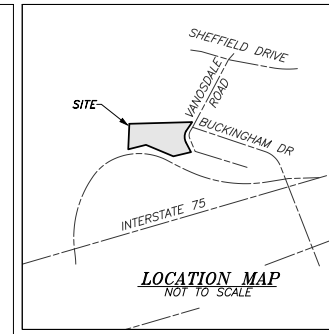 SHEFFIELD DRIVE
VANOSDALE
ROAD
SITE
BUCKINGHAM DR
INTERSTATE 75
LOCATION MAP
NOT TO SCALE